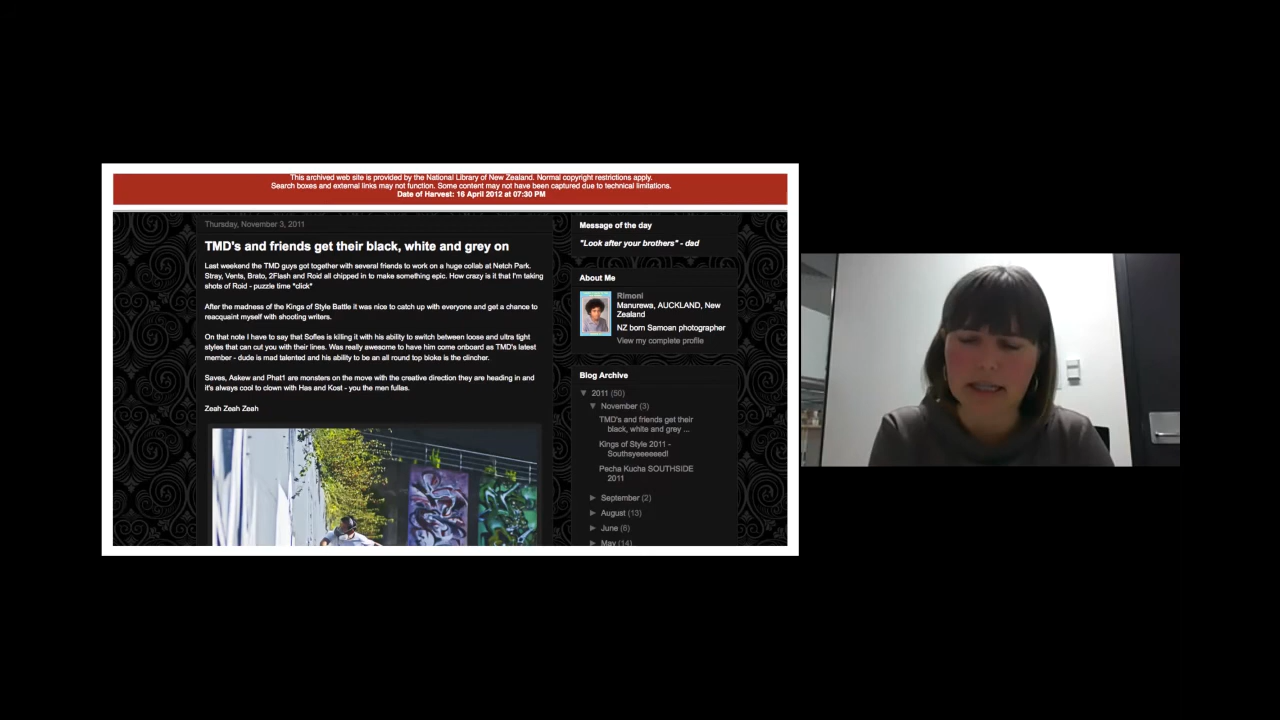 This archived web site is provided by the National Library of New Zealand. Normal copyright restrictions apply.
Search boxes and external links may not function. Some content may not have been captured due to technical limitations.
Date of Harvest: 16 April 2012 at 07:30 PM
Thursday, November 3, 2011
TMD's and friends get their black, white and grey on
Last weekend the TMD guys got together with several friends to work on a huge collab at Netch Park.
Stray, Vents, Brato, 2Flash and Roid all chipped in to make something epic. How crazy is it that I'm taking
shots of Roid - puzzle time *click*
After the madness of the Kings of Style Battle it was nice to catch up with everyone and get a chance to
reacquaint myself with shooting writers.
On that note I have to say that Sofles is killing it with his ability to switch between loose and ultra tight
styles that can cut you with their lines. Was really awesome to have him come onboard as TMD's latest
member - dude is mad talented and his ability to be an all round top bloke is the clincher.
Saves, Askew and Phat1 are monsters on the move with the creative direction they are heading in and
it's always cool to clown with Has and Kost - you the men fullas.
Zeah Zeah Zeah
Message of the day
"Look after your brothers" - dad
About Me
Rimoni
Manurewa, AUCKLAND, New
Zealand
NZ born Samoan photographer
View my complete profile
Blog Archive
▼ 2011 (50)
▼ November (3)
TMD's and friends get their
black, white and grey ...
Kings of Style 2011 -
Southsyeeeeed!
Pecha Kucha SOUTHSIDE
2011
► September (2)
► August (13)
► June (6)
► May (14)